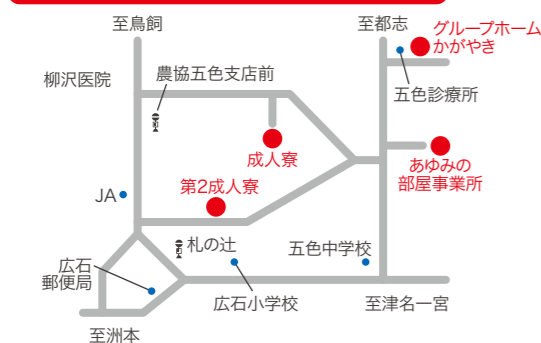 至鳥飼
至都志
グループホーム
かがやき
柳沢医院
農協五色支店前
五色診療所
成人寮
あゆみの
部屋事業所
第2成人寮
JA
札の辻
五色中学校
広石
郵便局
広石小学校
至津名一宮
至洲本